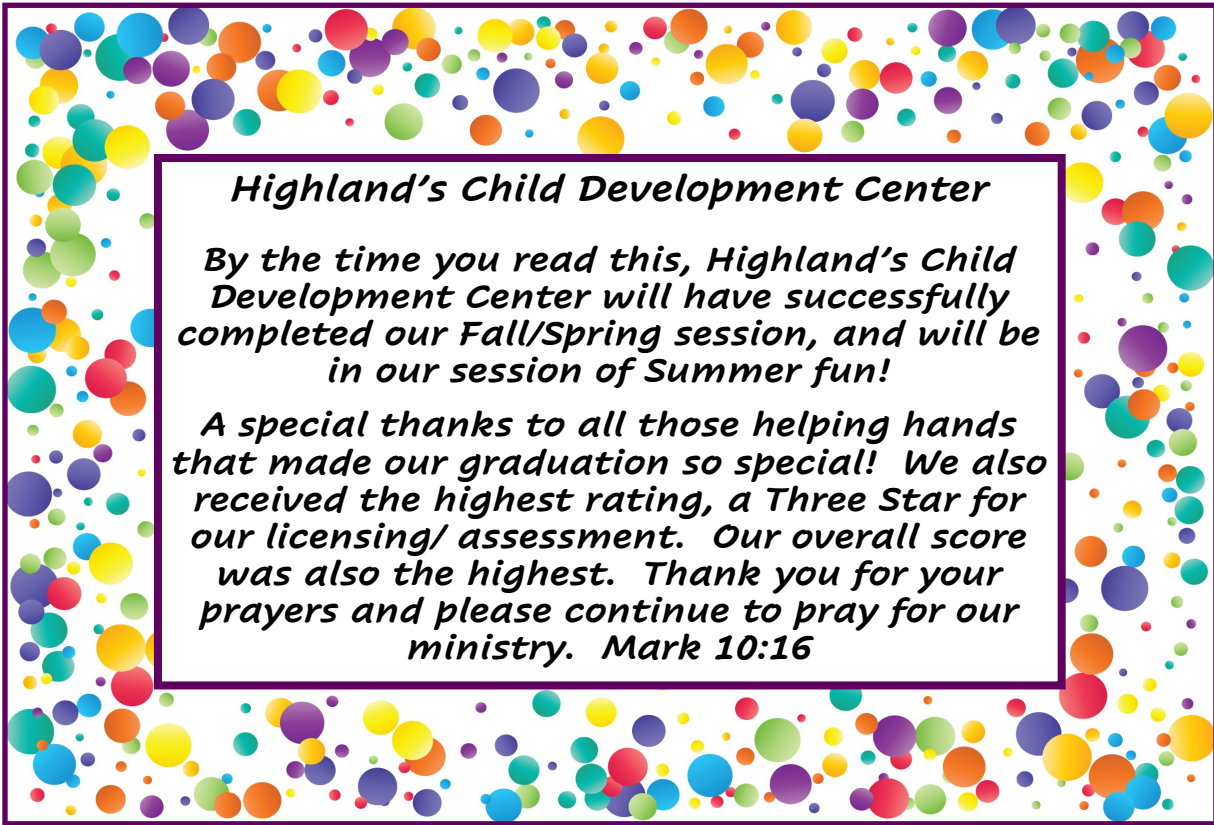 Highland's Child Development Center
By the time you read this, Highland's Child
Development Center will have successfully
completed our Fall/Spring session, and will be
in our session of Summer fun!
A special thanks to all those helping hands
that made our graduation so special!  We also
received the highest rating, a Three Star for
our licensing/ assessment.  Our overall score
was also the highest.  Thank you for your
prayers and please continue to pray for our
ministry.  Mark 10:16